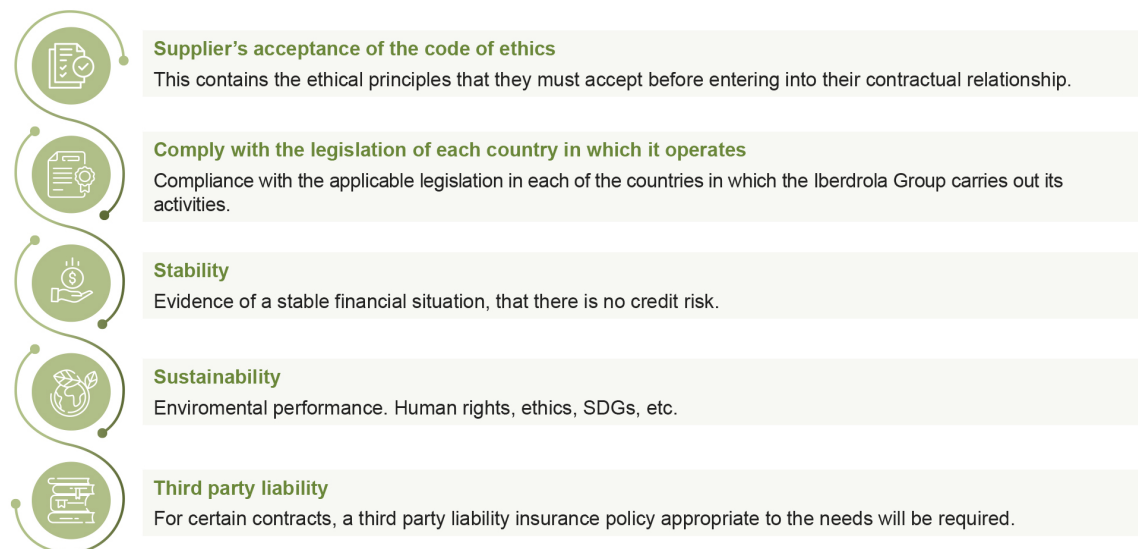 Supplier’s acceptance of the code of ethics
This contains the ethical principles that they must accept before entering into their contractual relationship.
Comply with the legislation of each country in which it operates
Compliance with the applicable legislation in each of the countries in which the Iberdrola Group carries out its
activities.
Stability
Evidence of a stable financial situation, that there is no credit risk.
Sustainability
Enviromental performance. Human rights, ethics, SDGs, etc.
Third party liability
For certain contracts, a third party liability insurance policy appropriate to the needs will be required.